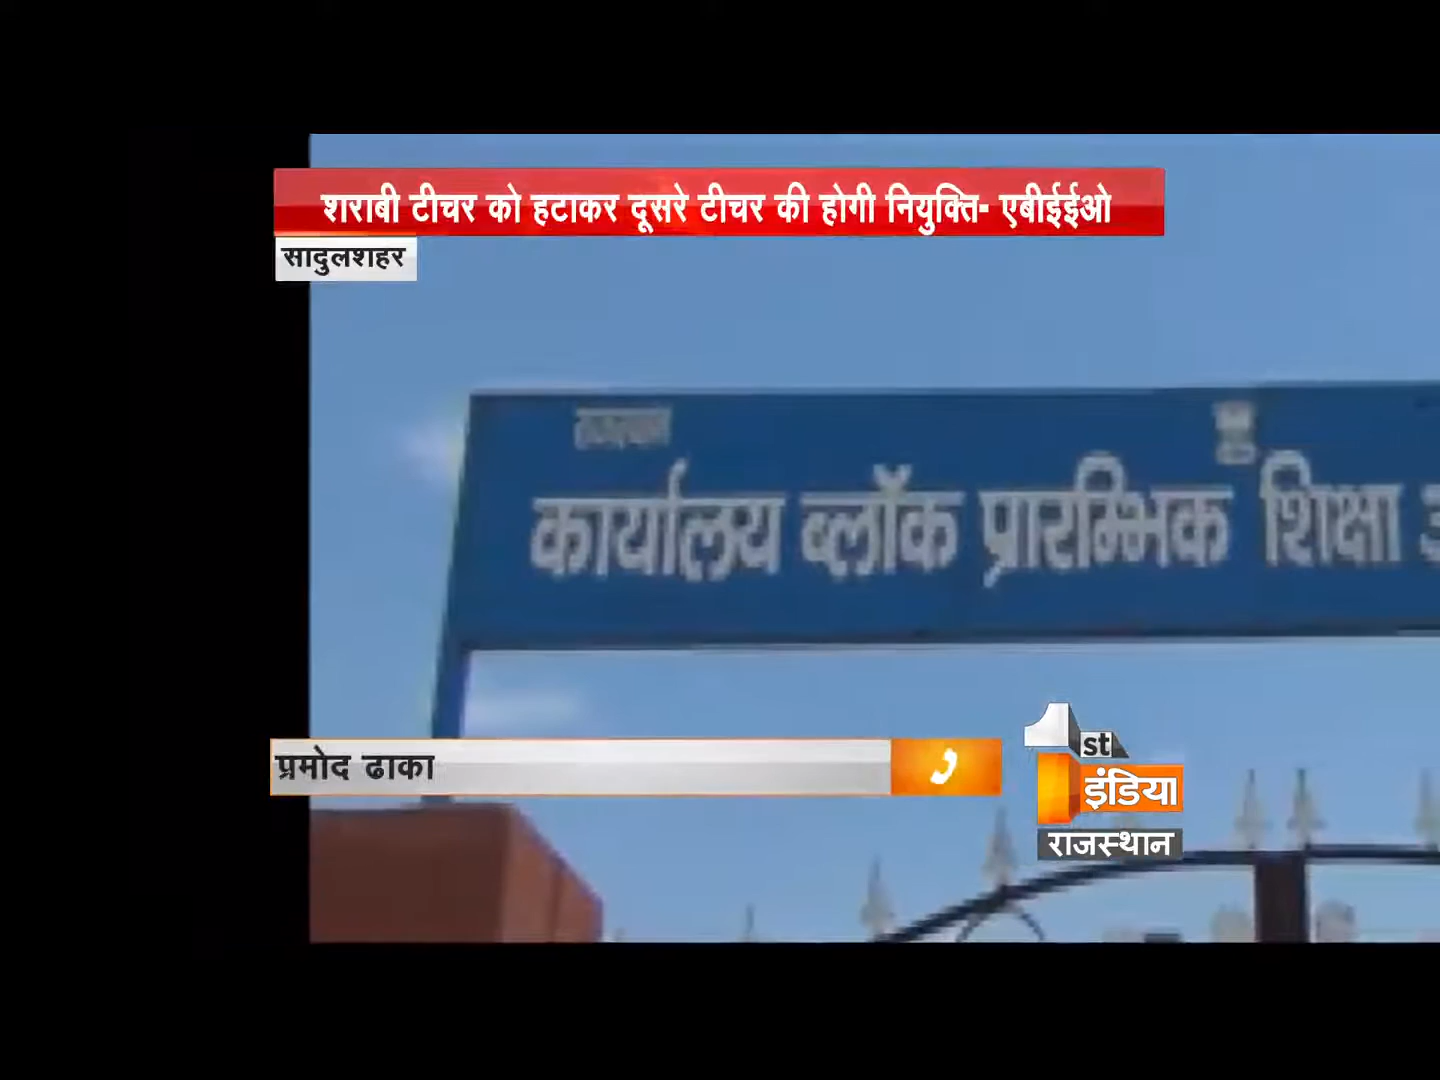 शराबी टीचर को हटाकर दूसरे टीचर की होगी नियुक्ति- एबीईईओ
सादुलशहर
कार्यालय ब्लॉक प्रारम्भिक शिक्षा
प्रमोद ढाका
1st
इंडिया
राजस्थान